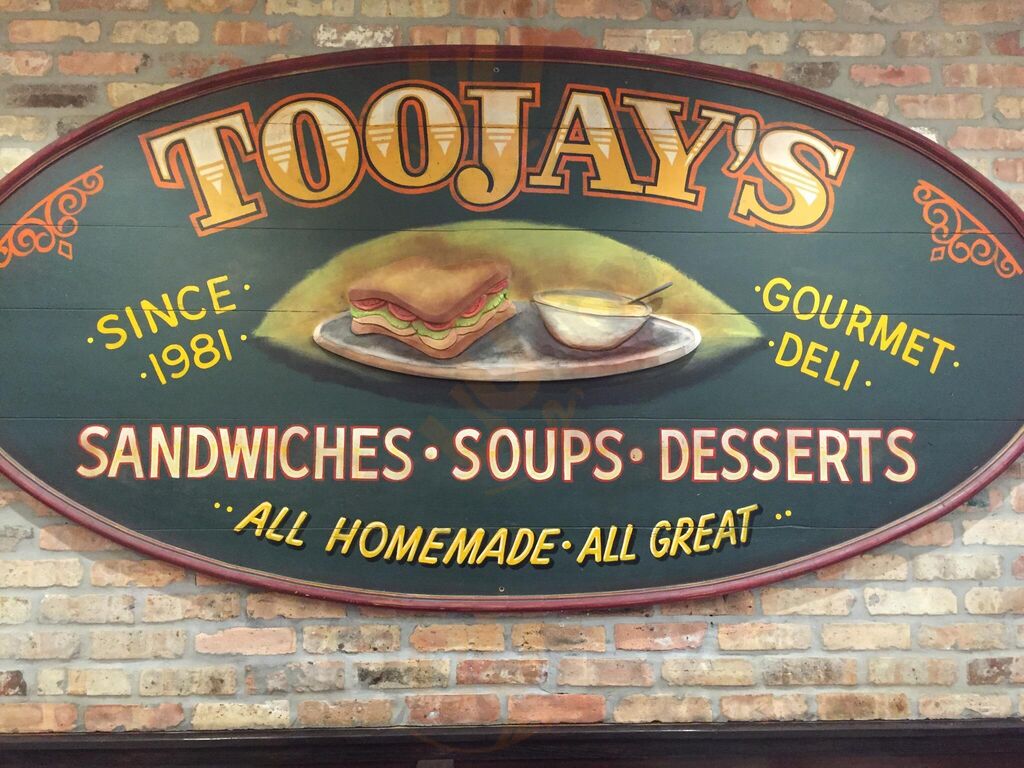 TOOJAY'S
·SINCE·
·1981·
·GOURMET·
·DELI·
SANDWICHES · SOUPS · DESSERTS
··ALL HOMEMADE · ALL GREAT··